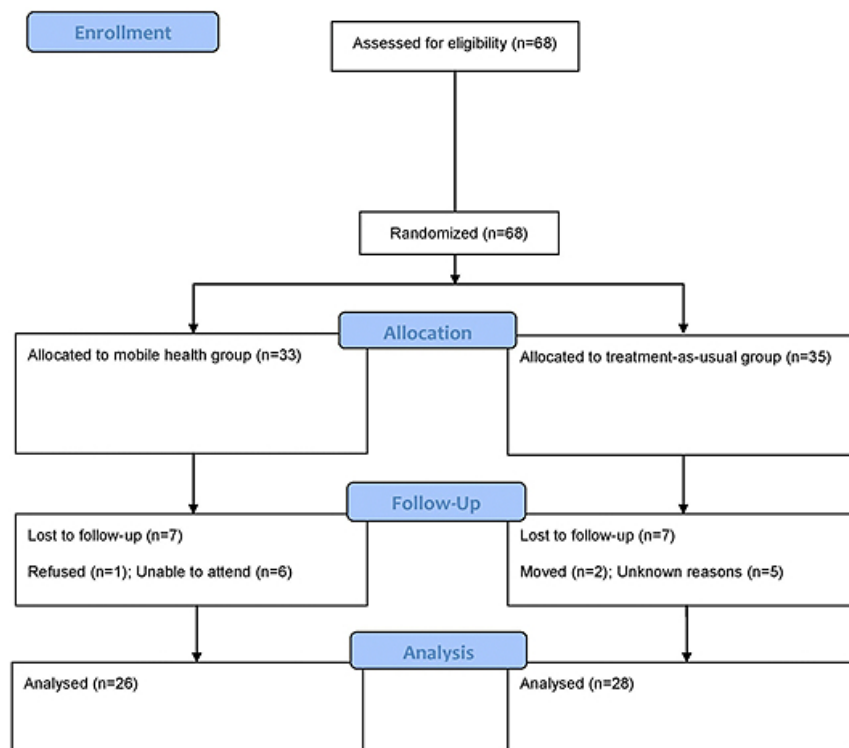 Enrollment
Assessed for eligibility (n=68)
Randomized (n=68)
Allocation
Allocated to mobile health group (n=33)
Allocated to treatment-as-usual group (n=35)
Follow-Up
Lost to follow-up (n=7)
Refused (n=1); Unable to attend (n=6)
Lost to follow-up (n=7)
Moved (n=2); Unknown reasons (n=5)
Analysis
Analysed (n=26)
Analysed (n=28)